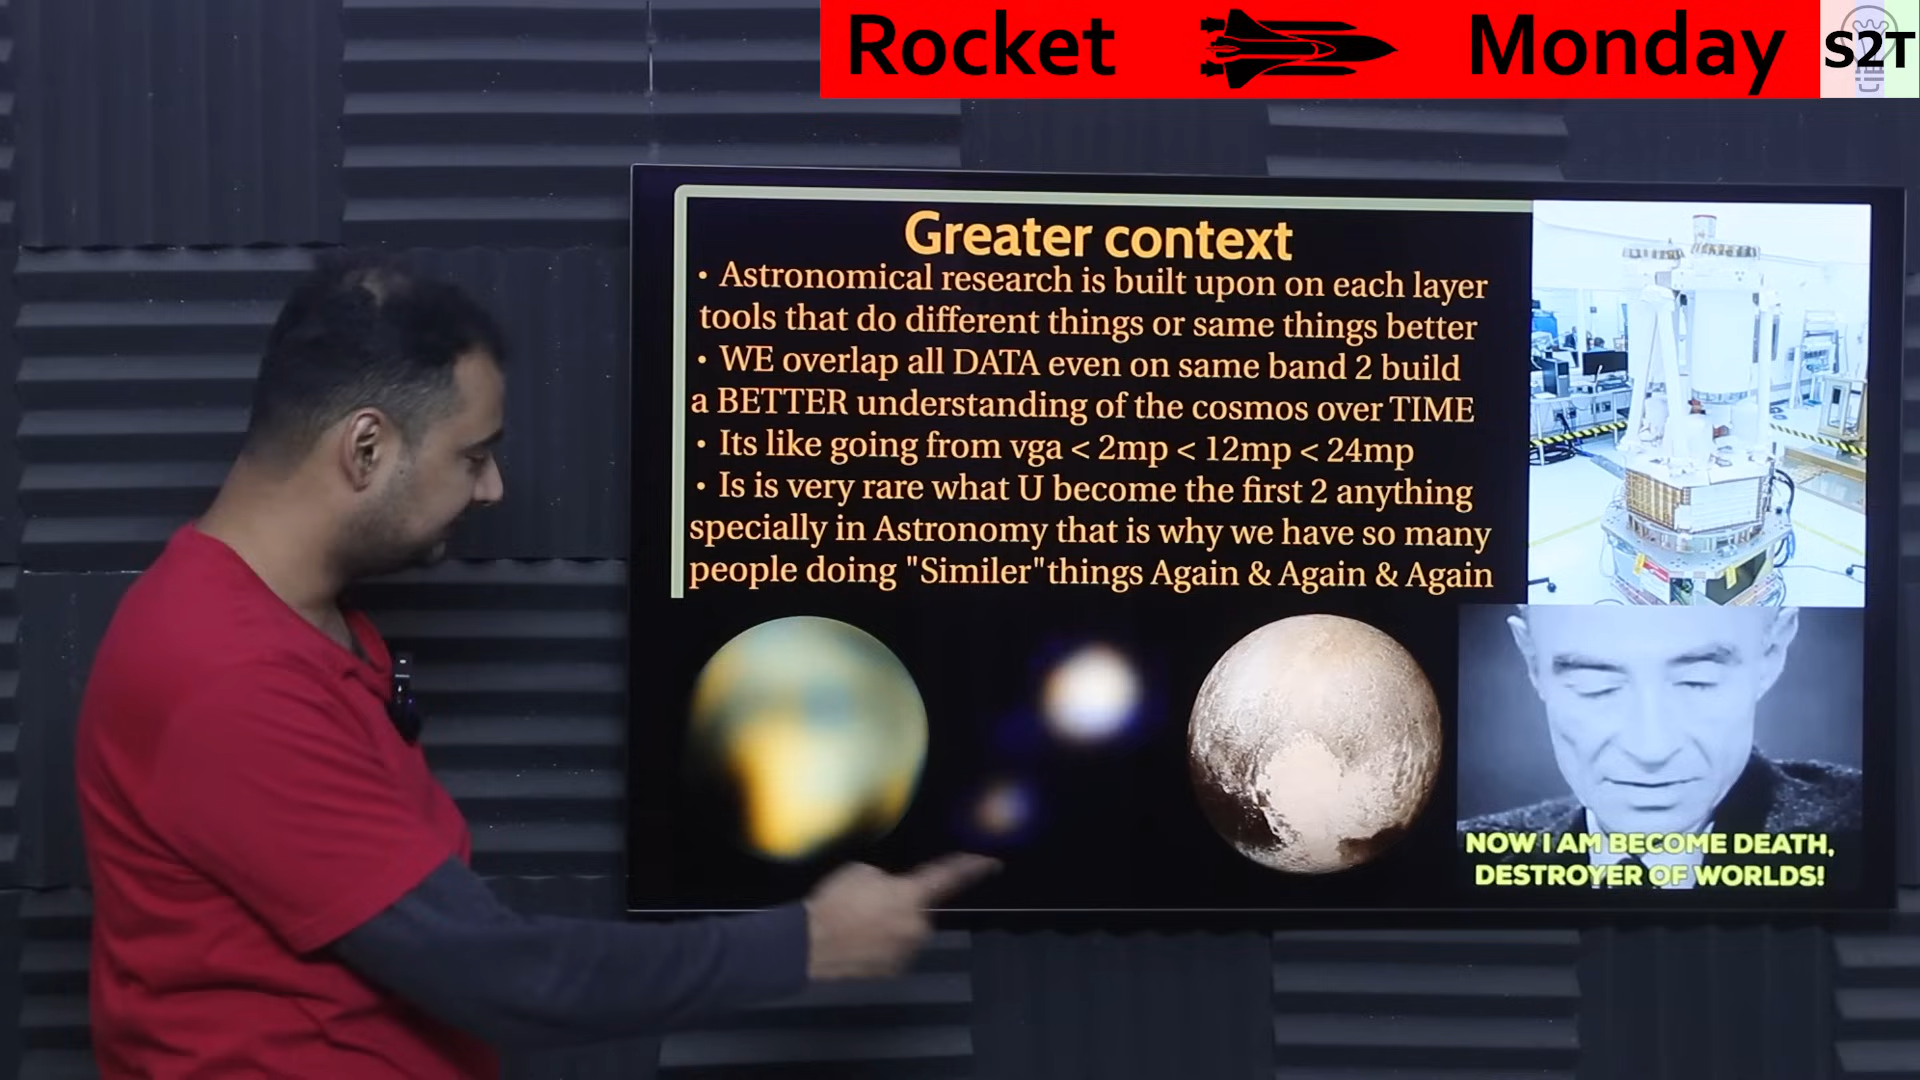 Rocket Monday
S2T
Greater context
• Astronomical research is built upon on each layer
tools that do different things or same things better
• WE overlap all DATA even on same band 2 build
a BETTER understanding of the cosmos over TIME
• Its like going from vga < 2mp < 12mp < 24mp
• Is is very rare what U become the first 2 anything
specially in Astronomy that is why we have so many
people doing "Similer"things Again & Again & Again
NOW I AM BECOME DEATH,
DESTROYER OF WORLDS!